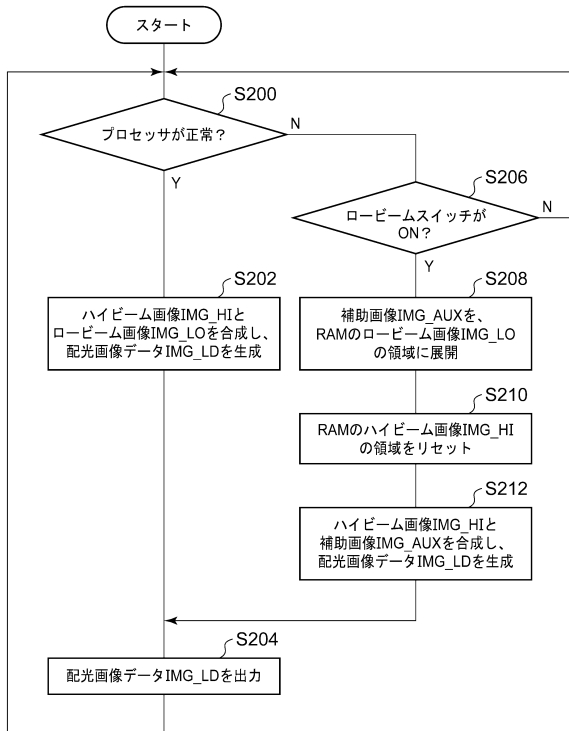 スタート
S200
プロセッサが正常？
N
Y
S206
ロービームスイッチが
ON？
N
Y
S202
ハイビーム画像IMG_HIと
ロービーム画像IMG_LOを合成し、
配光画像データIMG_LDを生成
S208
補助画像IMG_AUXを、
RAMのロービーム画像IMG_LO
の領域に展開
S210
RAMのハイビーム画像IMG_HI
の領域をリセット
S212
ハイビーム画像IMG_HIと
補助画像IMG_AUXを合成し、
配光画像データIMG_LDを生成
S204
配光画像データIMG_LDを出力